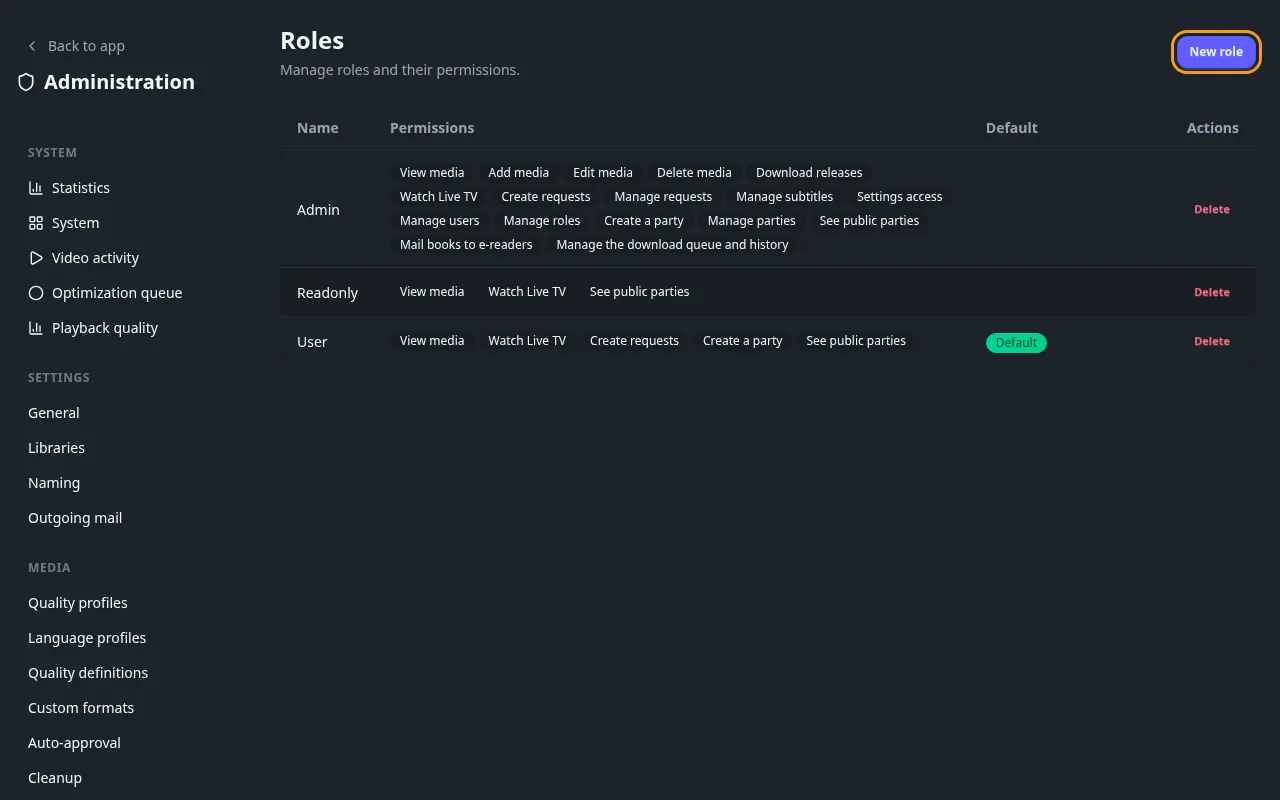 Back to app
Administration
SYSTEM
Statistics
System
Video activity
Optimization queue
Playback quality
SETTINGS
General
Libraries
Naming
Outgoing mail
MEDIA
Quality profiles
Language profiles
Quality definitions
Custom formats
Auto-approval
Cleanup
Roles
Manage roles and their permissions.
New role
Name Permissions Default Actions
Admin
View media Add media Edit media Delete media Download releases
Watch Live TV Create requests Manage requests Manage subtitles Settings access
Manage users Manage roles Create a party Manage parties See public parties
Mail books to e-readers Manage the download queue and history
Delete
Readonly View media Watch Live TV See public parties Delete
User View media Watch Live TV Create requests Create a party See public parties Default Delete